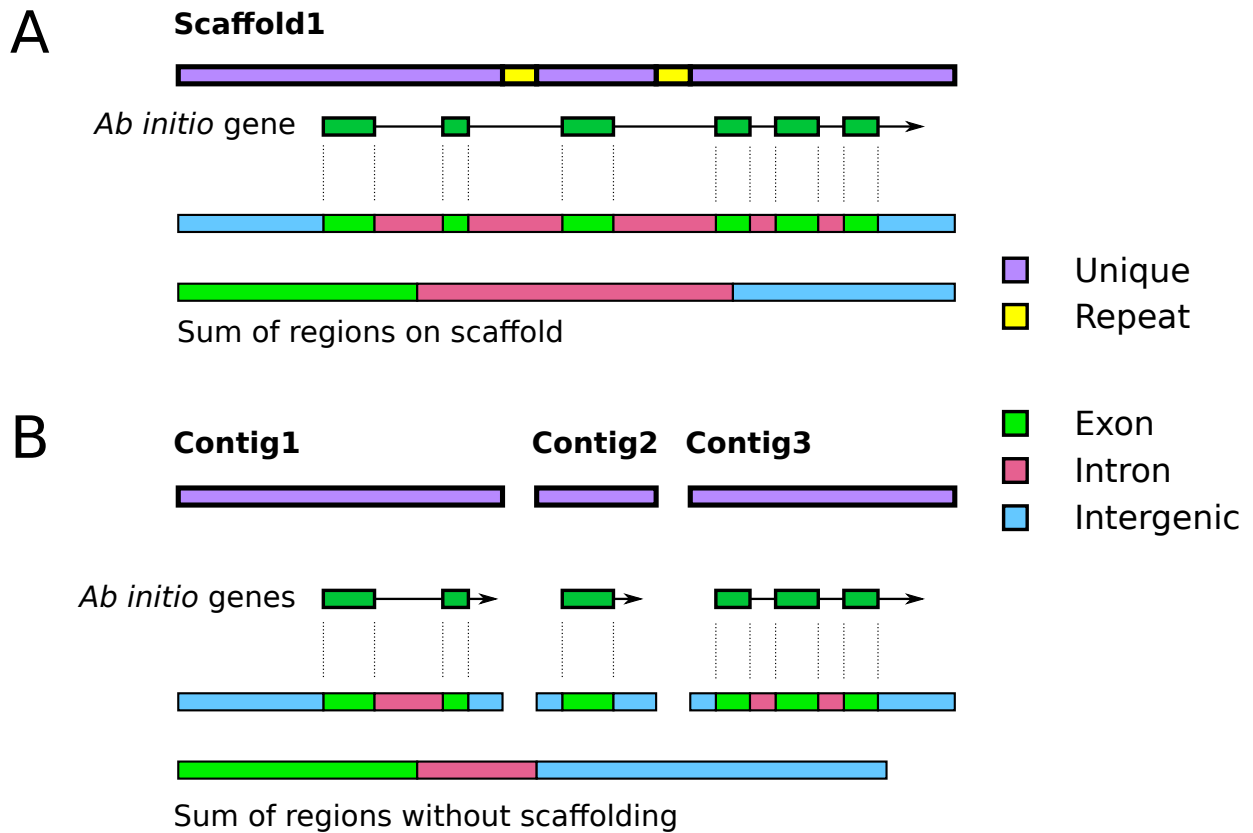 A
Scaffold1
Ab initio gene
Sum of regions on scaffold
Unique
Repeat
Exon
Intron
Intergenic
B
Contig1 Contig2 Contig3
Ab initio genes
Sum of regions without scaffolding